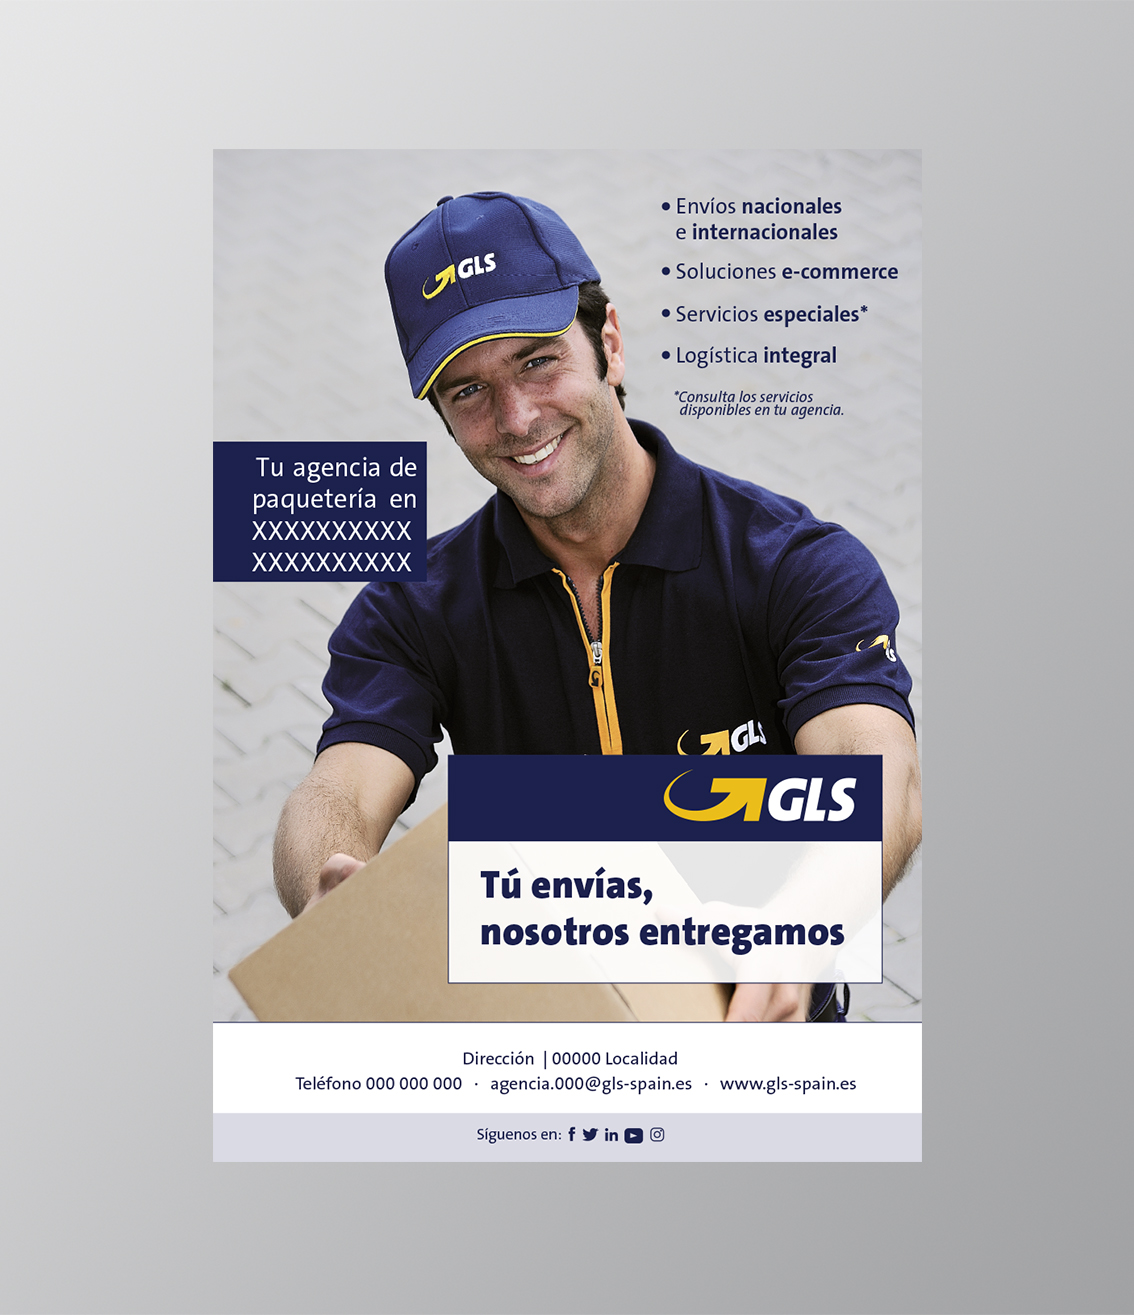 GLS
• Envíos nacionales
e internacionales
• Soluciones e-commerce
• Servicios especiales*
• Logística integral
*Consulta los servicios
disponibles en tu agencia.
Tu agencia de
paquetería en
XXXXXXXXXX
XXXXXXXXXX
GLS
GLS
GLS
Tú envías,
nosotros entregamos
Dirección | 00000 Localidad
Teléfono 000 000 000 · agencia.000@gls-spain.es · www.gls-spain.es
Síguenos en: